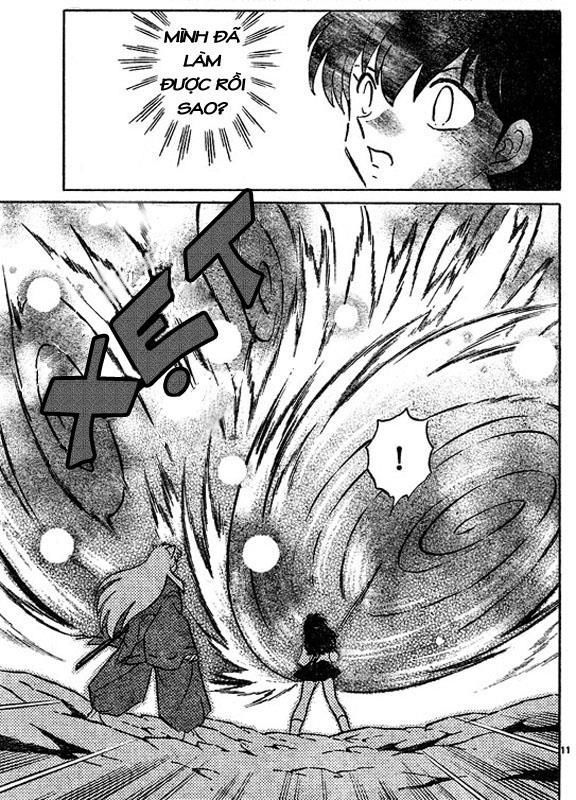 MÌNH ĐÃ
LÀM
ĐƯỢC RỒI
SAO?
XẸT
!
11